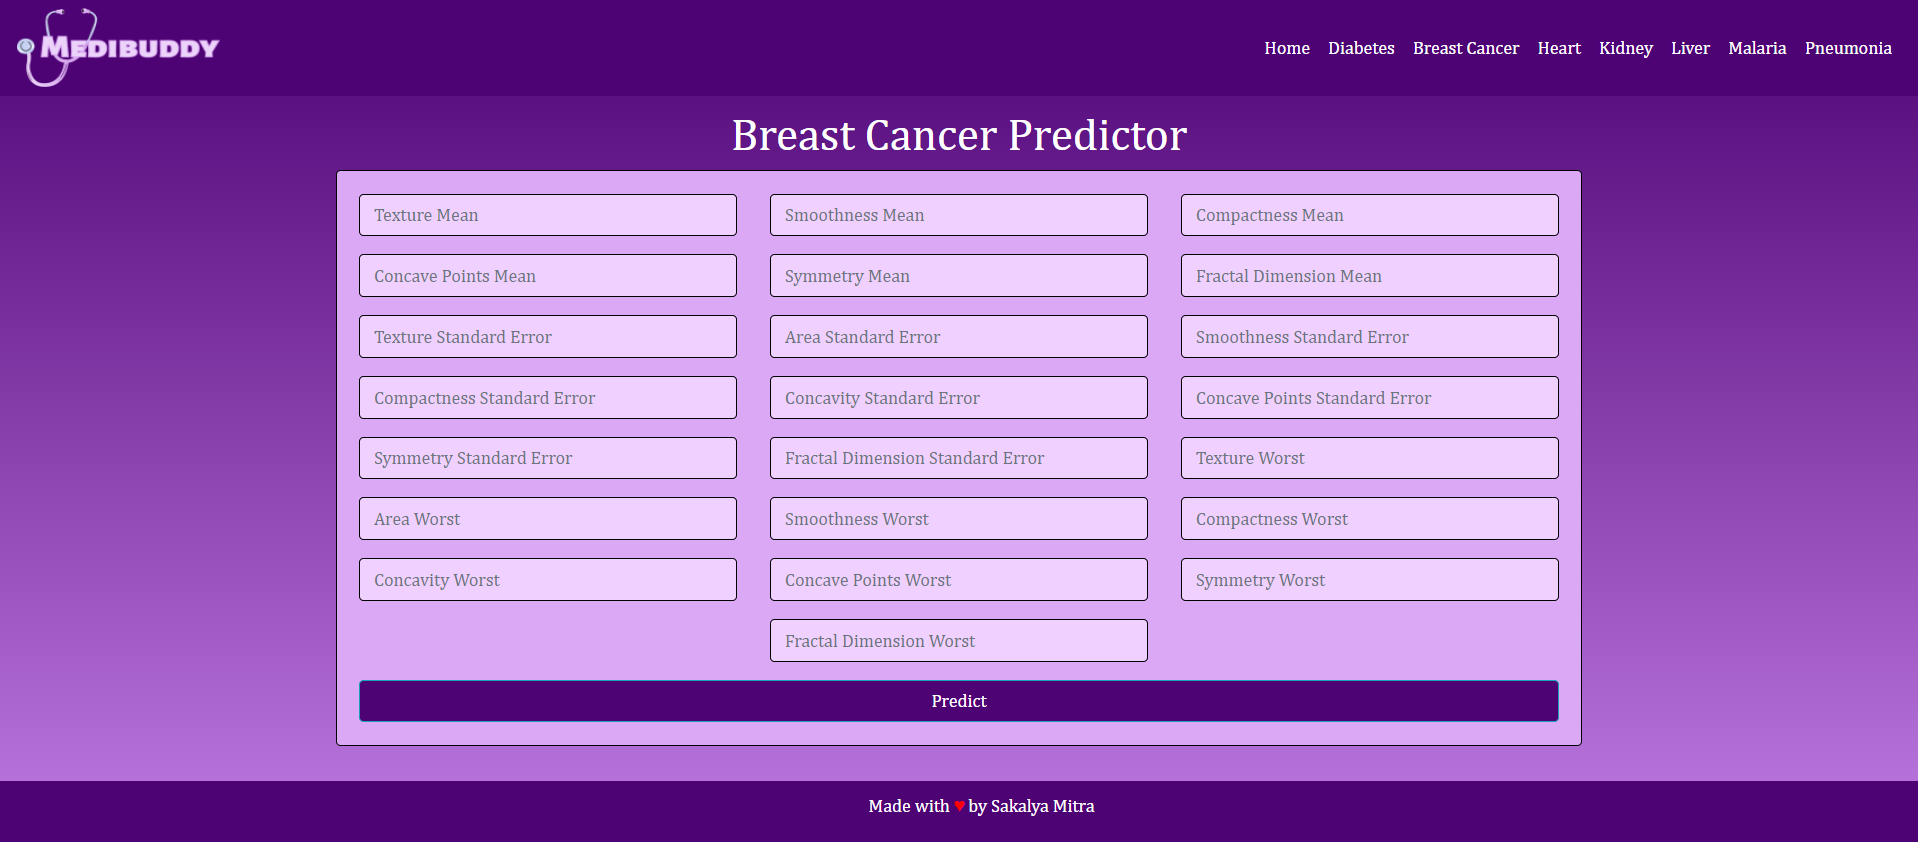 MEDIBUDDY
Home Diabetes Breast Cancer Heart Kidney Liver Malaria Pneumonia
Breast Cancer Predictor
Texture Mean Smoothness Mean Compactness Mean
Concave Points Mean Symmetry Mean Fractal Dimension Mean
Texture Standard Error Area Standard Error Smoothness Standard Error
Compactness Standard Error Concavity Standard Error Concave Points Standard Error
Symmetry Standard Error Fractal Dimension Standard Error Texture Worst
Area Worst Smoothness Worst Compactness Worst
Concavity Worst Concave Points Worst Symmetry Worst
Fractal Dimension Worst
Predict
Made with ♥ by Sakalya Mitra